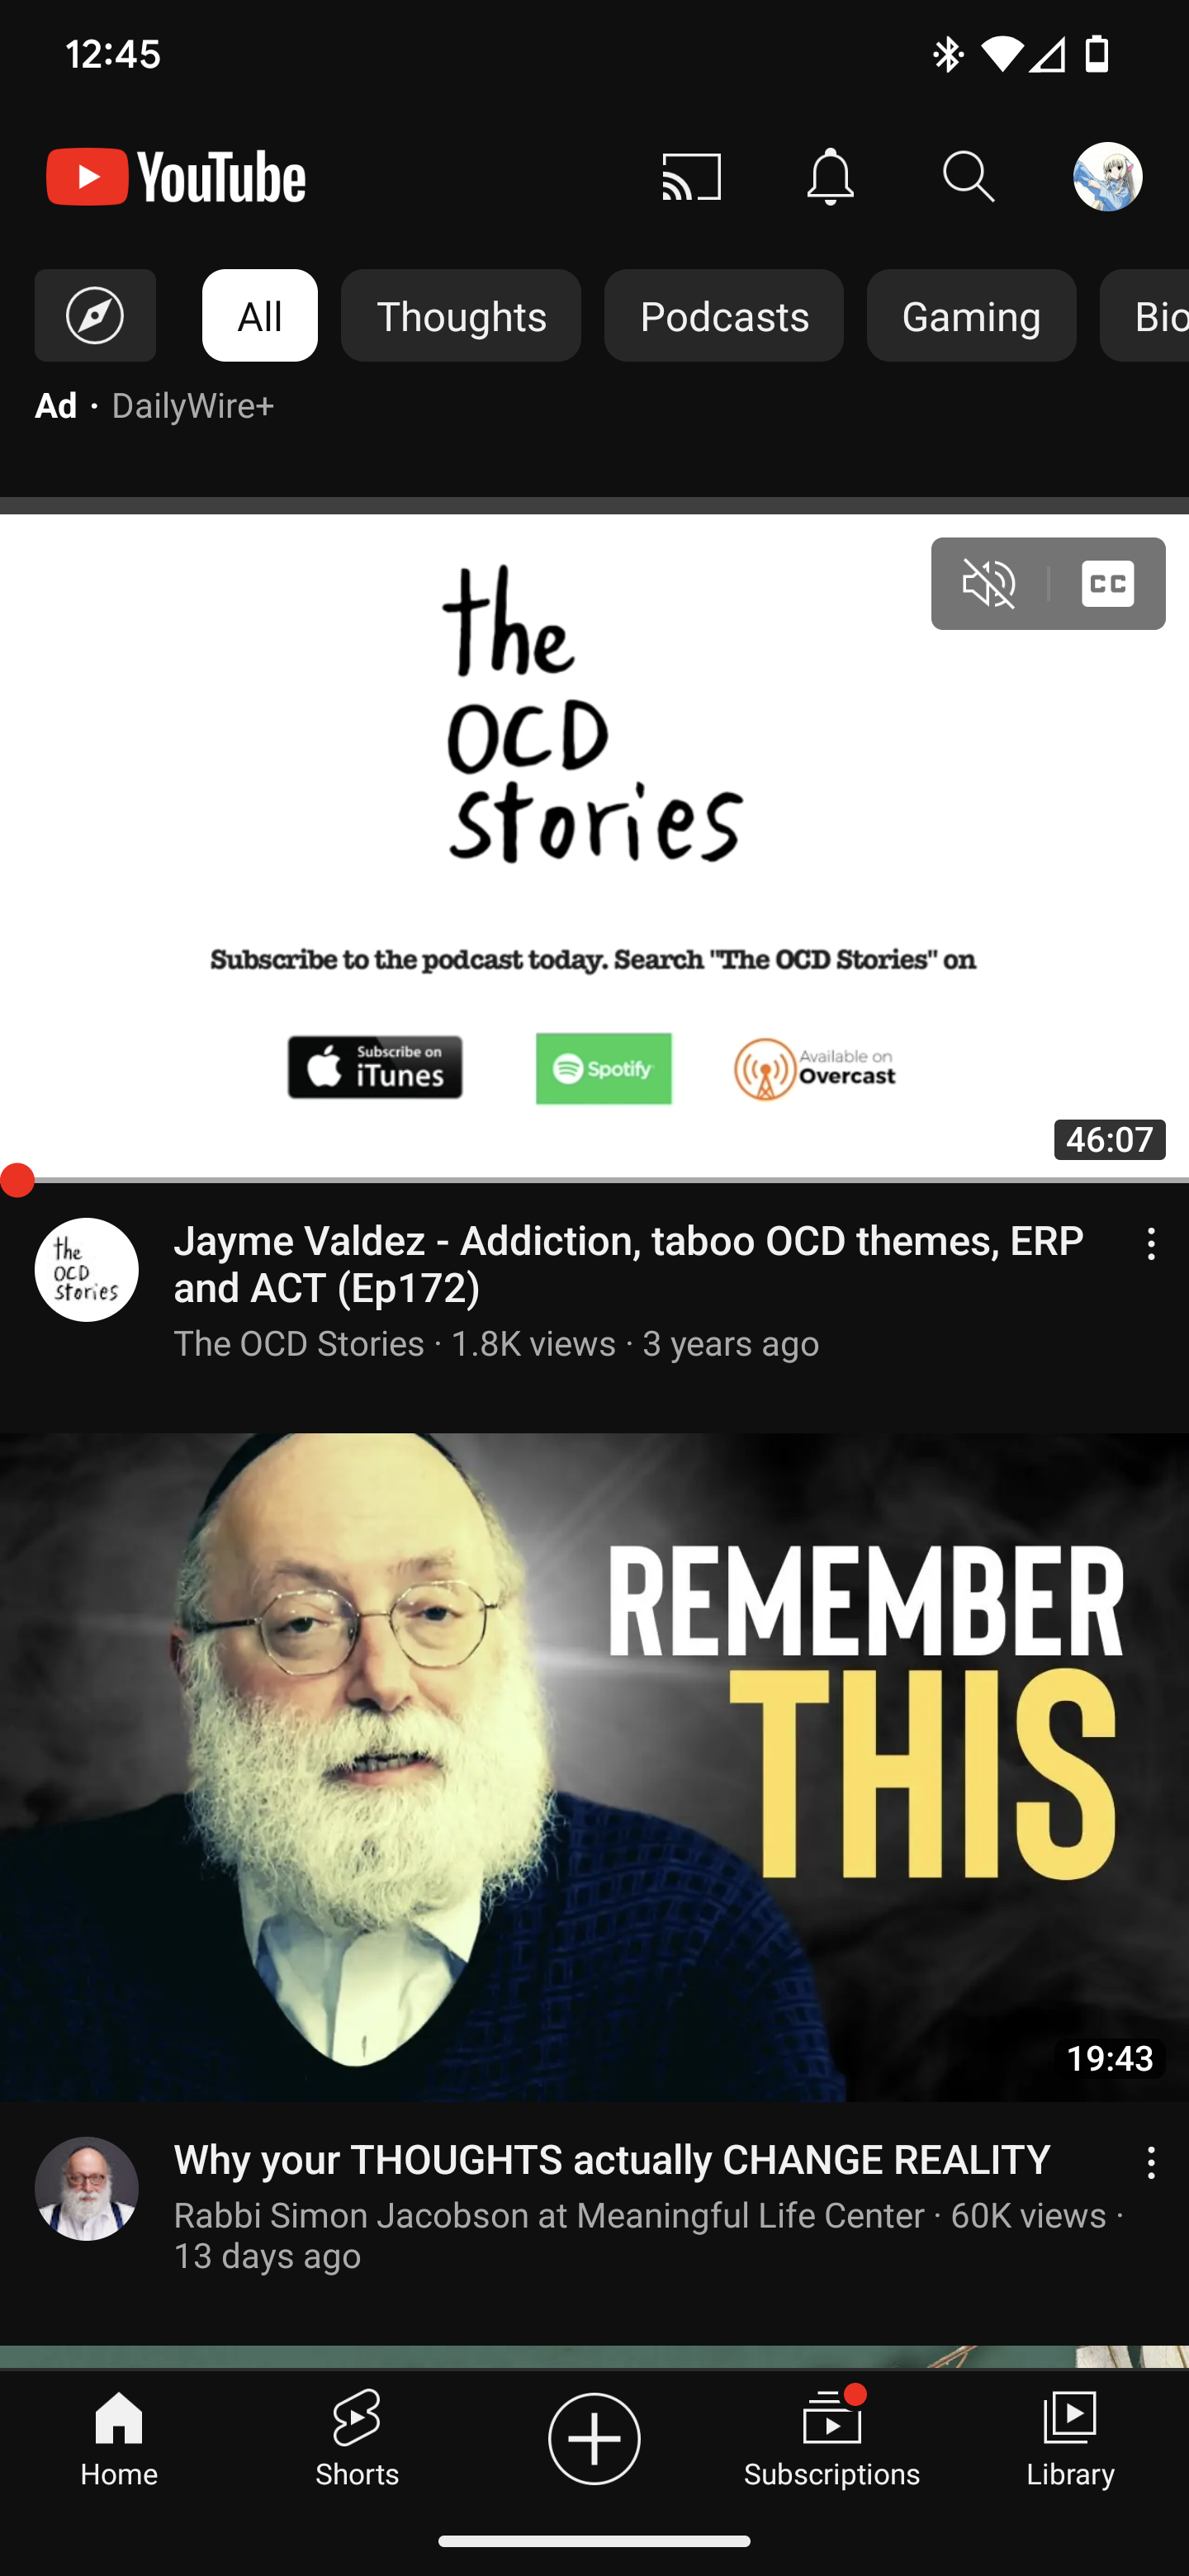 12:45
YouTube
All
Thoughts
Podcasts
Gaming
Bio
Ad · DailyWire+
the
OCD
stories
CC
Subscribe to the podcast today. Search "The OCD Stories" on
Subscribe on
iTunes
Spotify
Available on
Overcast
46:07
the
OCD
stories
Jayme Valdez - Addiction, taboo OCD themes, ERP
and ACT (Ep172)
The OCD Stories · 1.8K views · 3 years ago
REMEMBER
THIS
19:43
Why your THOUGHTS actually CHANGE REALITY
Rabbi Simon Jacobson at Meaningful Life Center · 60K views ·
13 days ago
Home
Shorts
Subscriptions
Library